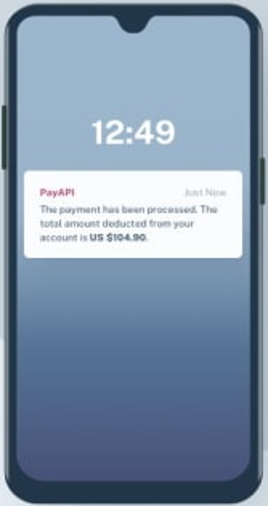 12:49
PayAPI Just Now
The payment has been processed. The
total amount deducted from your
account is US $104.90.